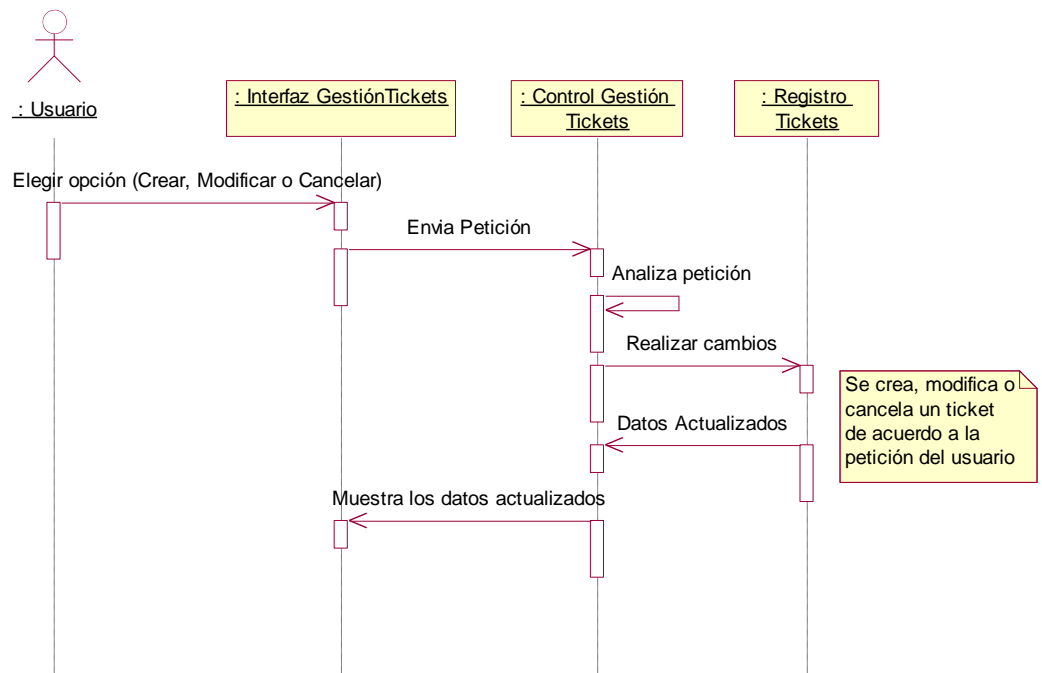 : Usuario
: Interfaz GestiónTickets
: Control Gestión
Tickets
: Registro
Tickets
Elegir opción (Crear, Modificar o Cancelar)
Envia Petición
Analiza petición
Realizar cambios
Se crea, modifica o
cancela un ticket
de acuerdo a la
petición del usuario
Datos Actualizados
Muestra los datos actualizados